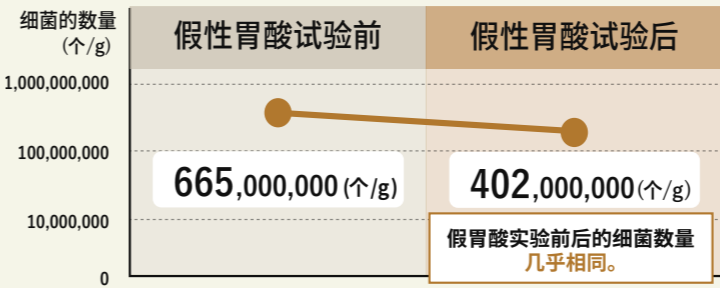 细菌的数量
(个/g)
假性胃酸试验前
假性胃酸试验后
1,000,000,000
100,000,000
10,000,000
0
665,000,000 (个/g)
402,000,000(个/g)
假胃酸实验前后的细菌数量
几乎相同。